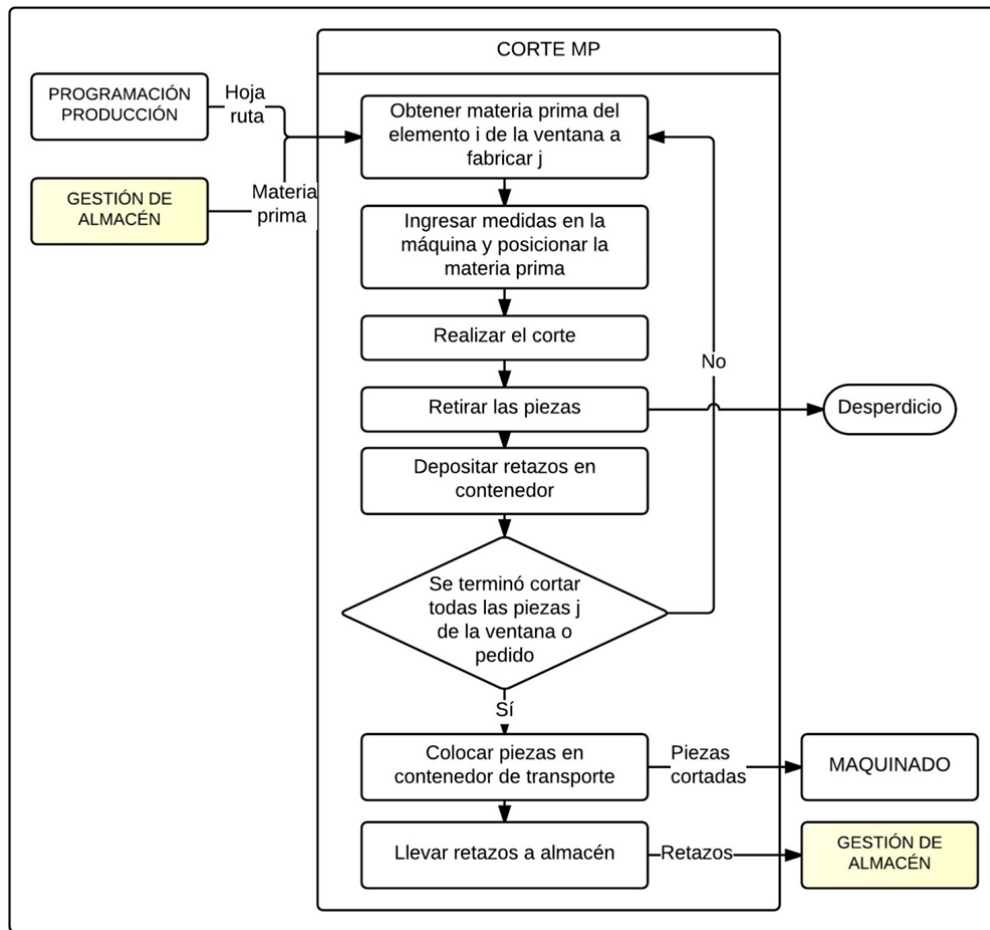 CORTE MP
PROGRAMACIÓN
PRODUCCIÓN
Hoja
ruta
GESTIÓN DE
ALMACÉN
Materia
prima
Obtener materia prima del
elemento i de la ventana a
fabricar j
Ingresar medidas en la
máquina y posicionar la
materia prima
Realizar el corte
No
Retirar las piezas
Desperdicio
Depositar retazos en
contenedor
Se terminó cortar
todas las piezas j
de la ventana o
pedido
Sí
Colocar piezas en
contenedor de transporte
Piezas
cortadas
MAQUINADO
Llevar retazos a almacén
Retazos
GESTIÓN DE
ALMACÉN